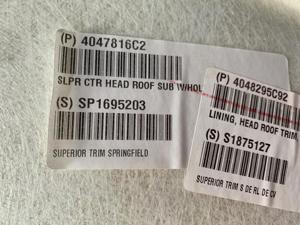 (P) 4047816C2
SLPR CTR HEAD ROOF SUB W/HOL
(S) SP1695203
SUPERIOR TRIM SPRINGFIELD
(P) 4048295C92
LINING, HEAD ROOF TRIM
(S) S1875127
SUPERIOR TRIM S DE RL DE CV